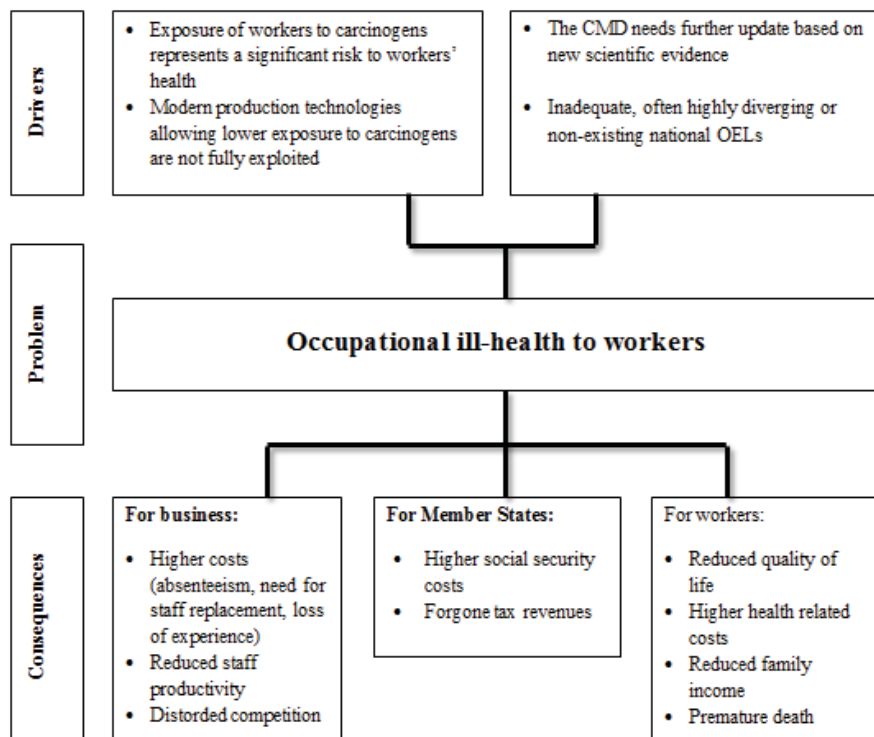 Drivers
• Exposure of workers to carcinogens
represents a significant risk to workers'
health
• Modern production technologies
allowing lower exposure to carcinogens
are not fully exploited
• The CMD needs further update based on
new scientific evidence
• Inadequate, often highly diverging or
non-existing national OELs
Problem
Occupational ill-health to workers
Consequences
For business:
• Higher costs
(absenteeism, need for
staff replacement, loss
of experience)
• Reduced staff
productivity
• Distorded competition
For Member States:
• Higher social security
costs
• Forgone tax revenues
For workers:
• Reduced quality of
life
• Higher health related
costs
• Reduced family
income
• Premature death